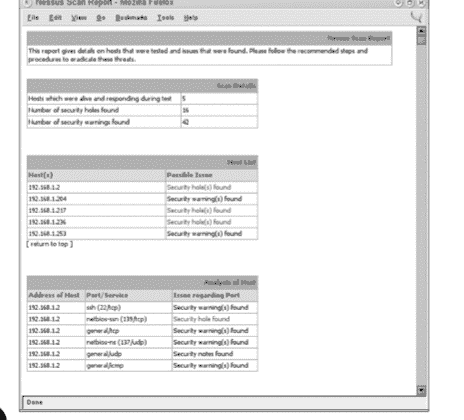 Nessus Scan Report - Mozilla Firefox
File Edit View Go Bookmarks Tools Help
Nessus Scan Report
This report gives details on hosts that were tested and issues that were found. Please follow the recommended steps and
procedures to eradicate these threats.
Scan Details
Hosts which were alive and responding during test 5
Number of security holes found 16
Number of security warnings found 42
Host List
Host(s) Possible Issue
192.168.1.2 Security hole(s) found
192.168.1.204 Security warning(s) found
192.168.1.217 Security hole(s) found
192.168.1.236 Security hole(s) found
192.168.1.253 Security warning(s) found
[ return to top ]
Analysis of Host
Address of Host Port/Service Issue regarding Port
192.168.1.2 ssh (22/tcp) Security warning(s) found
192.168.1.2 netbios-ssn (139/tcp) Security hole found
192.168.1.2 general/tcp Security warning(s) found
192.168.1.2 netbios-ns (137/udp) Security warning(s) found
192.168.1.2 general/udp Security notes found
192.168.1.2 general/icmp Security warning(s) found
Done